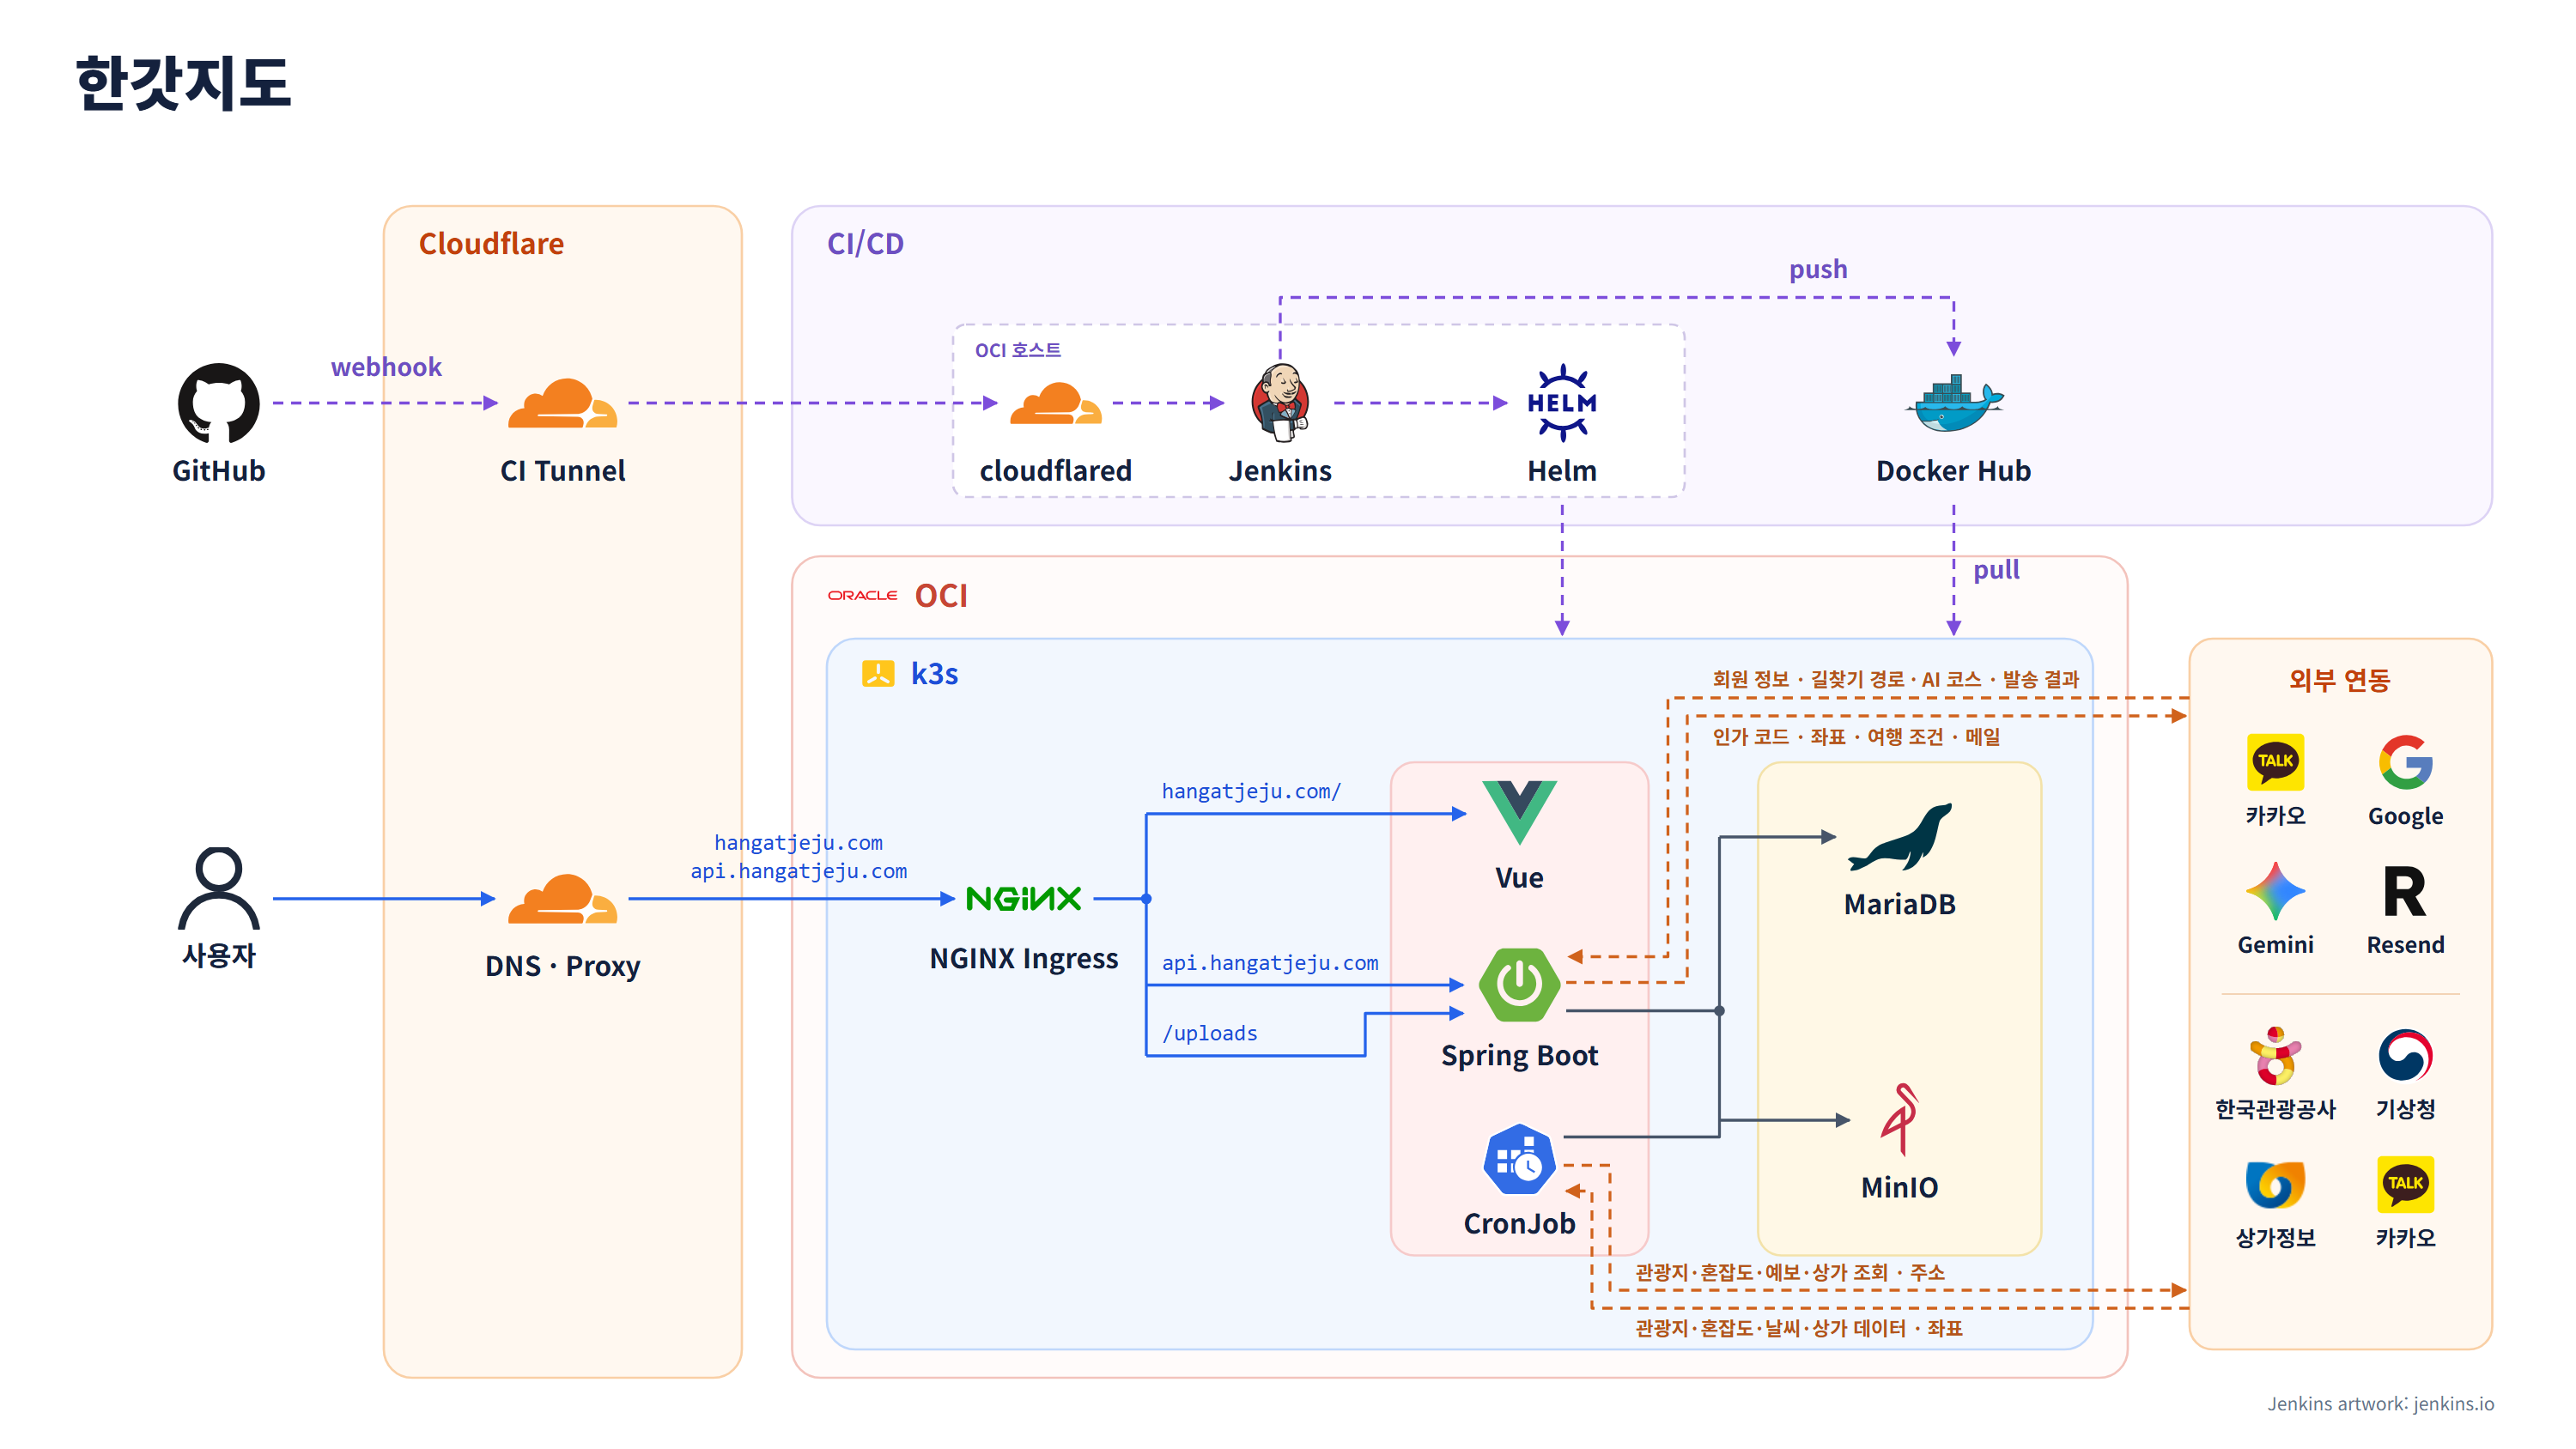 한갓지도
Cloudflare
CI/CD
push
OCI 호스트
webhook
HELM
GitHub
CI Tunnel
cloudflared
Jenkins
Helm
Docker Hub
pull
ORACLE OCI
k3s
회원 정보 · 길찾기 경로 · AI 코스 · 발송 결과
인가 코드 · 좌표 · 여행 조건 · 메일
외부 연동
TALK
카카오
Google
hangatjeju.com/
hangatjeju.com
api.hangatjeju.com
NGINX
Vue
MariaDB
Gemini
Resend
사용자
DNS · Proxy
NGINX Ingress
api.hangatjeju.com
/uploads
Spring Boot
한국관광공사
기상청
MinIO
CronJob
TALK
상가정보
카카오
관광지·혼잡도·예보·상가 조회 · 주소
관광지·혼잡도·날씨·상가 데이터 · 좌표
Jenkins artwork: jenkins.io